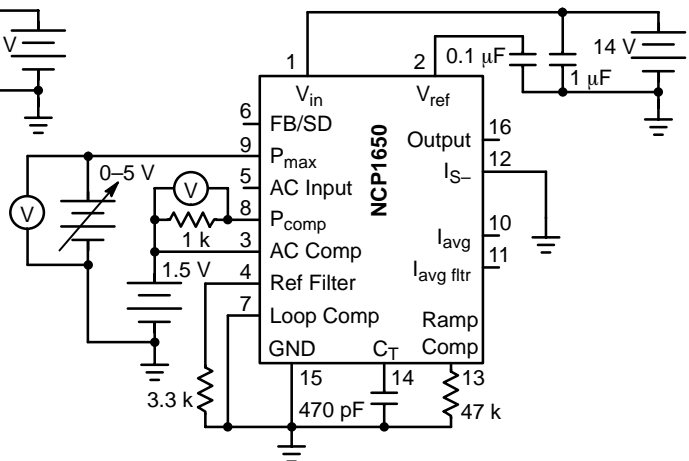 V
1
2
0.1 μF
1 μF
14 V
Vin
Vref
6
FB/SD
9
Pmax
5
AC Input
8
Pcomp
3
AC Comp
4
Ref Filter
7
Loop Comp
GND
CT
NCP1650
Output
16
IS–
12
Iavg
10
Iavg fltr
11
Ramp
Comp
0–5 V
V
V
1 k
1.5 V
3.3 k
15
14
13
470 pF
47 k